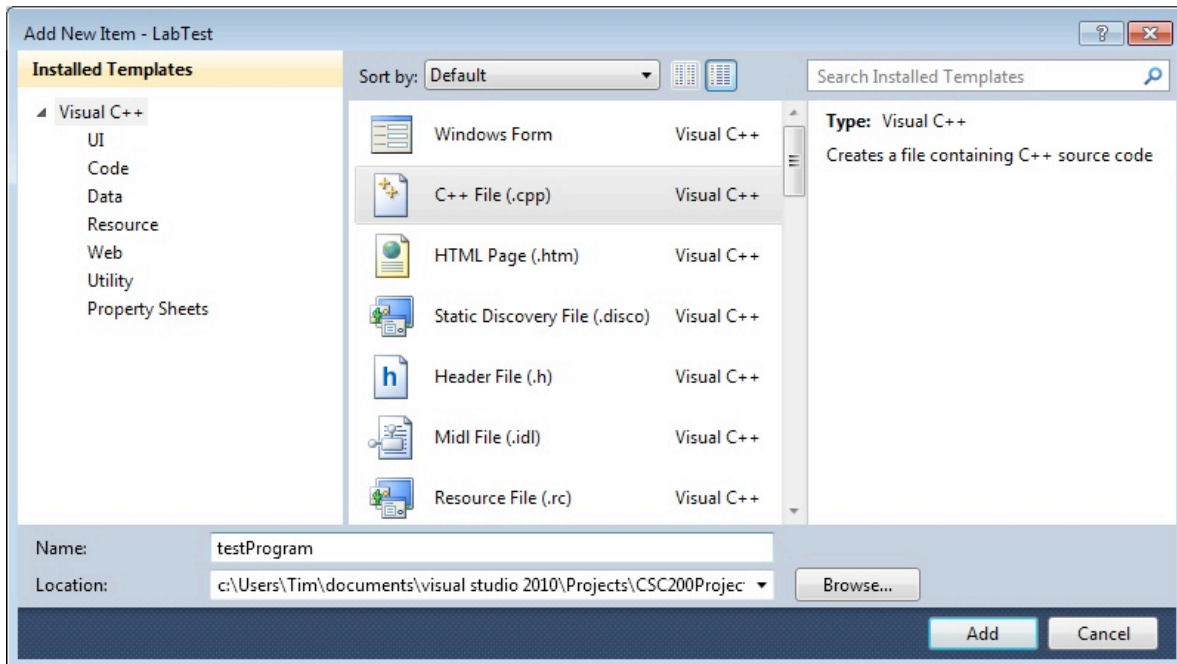 Add New Item - LabTest
Installed Templates
Visual C++
UI
Code
Data
Resource
Web
Utility
Property Sheets
Sort by: Default
Windows Form Visual C++
C++ File (.cpp) Visual C++
HTML Page (.htm) Visual C++
Static Discovery File (.disco) Visual C++
Header File (.h) Visual C++
Midl File (.idl) Visual C++
Resource File (.rc) Visual C++
Search Installed Templates
Type: Visual C++
Creates a file containing C++ source code
Name: testProgram
Location: c:\Users\Tim\documents\visual studio 2010\Projects\CSC200Projec
Browse...
Add Cancel